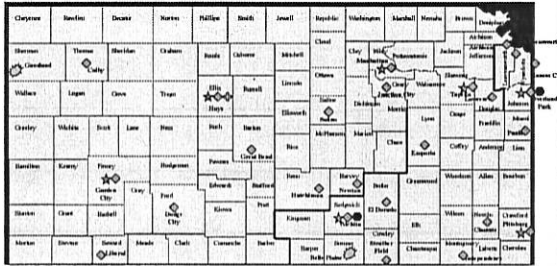 Cheyenne Rawlins Decatur Norton Phillips Smith Jewell Republic Washington Marshall Nemaha Brown Doniphan
Sherman Thomas Sheridan Graham Rooks Osborne Mitchell Cloud Clay Riley Pottawatomie Jackson Atchison
Goodland Colby Manhattan Jefferson
Wallace Logan Gove Trego Ellis Russell Lincoln Ottawa Geary Wabaunsee Shawnee Douglas Johnson
Hays Junction City
Ellsworth Saline Dickinson Morris Osage Franklin Miami
Greeley Wichita Scott Lane Ness Rush Barton Rice McPherson Marion Chase Lyon Coffey Anderson Linn
Great Bend Emporia
Hamilton Kearny Finney Hodgeman Pawnee Reno Harvey Butler Greenwood Woodson Allen Bourbon
Garden City Newton
Gray Ford Edwards Stafford Hutchinson El Dorado
Dodge City
Stanton Grant Haskell Kiowa Pratt Kingman Sedgwick Elk Wilson Neosho Crawford
Chanute Pittsburg
Morton Stevens Seward Meade Clark Comanche Barber Harper Sumner Cowley Chautauqua Montgomery Labette Cherokee
Liberal Belle Plaine